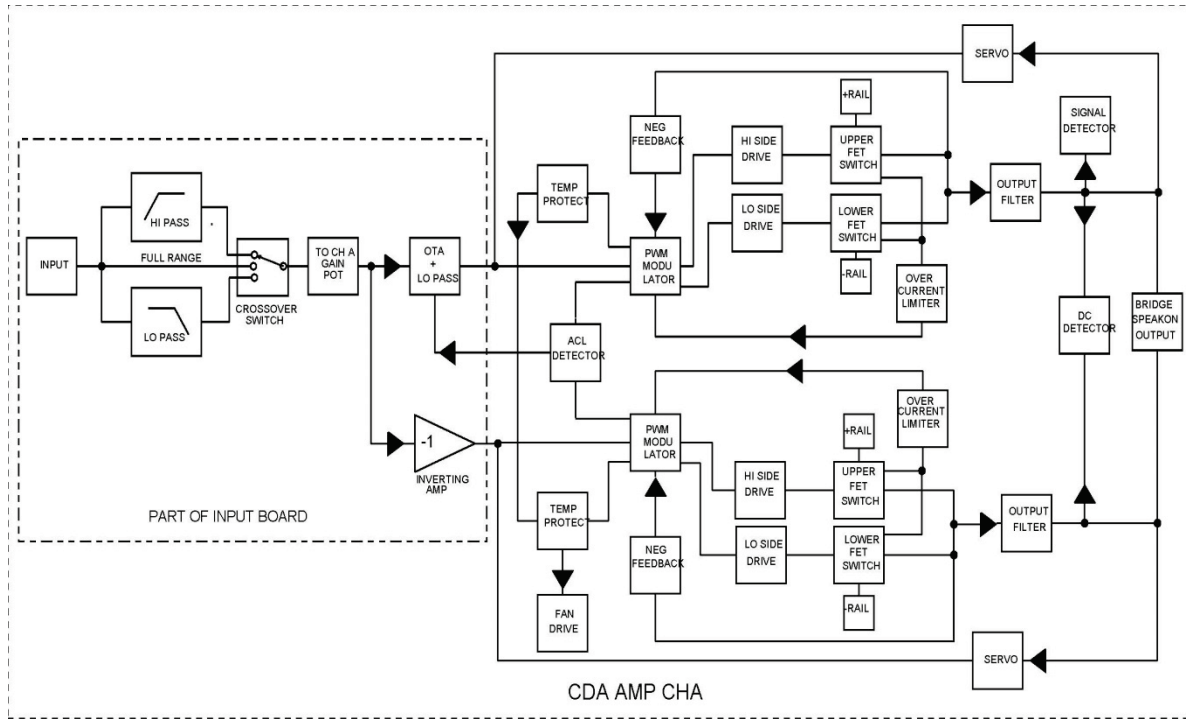 SERVO
+RAIL
SIGNAL
DETECTOR
NEG
FEEDBACK
HI SIDE
DRIVE
UPPER
FET
SWITCH
TEMP
PROTECT
OUTPUT
FILTER
HI PASS
LO SIDE
DRIVE
LOWER
FET
SWITCH
INPUT
FULL RANGE
TO CH A
GAIN
POT
OTA
+
LO PASS
PWM
MODU
LATOR
-RAIL
OVER
CURRENT
LIMITER
CROSSOVER
SWITCH
LO PASS
DC
DETECTOR
BRIDGE
SPEAKON
OUTPUT
ACL
DETECTOR
OVER
CURRENT
LIMITER
-1
INVERTING
AMP
PWM
MODU
LATOR
+RAIL
HI SIDE
DRIVE
UPPER
FET
SWITCH
PART OF INPUT BOARD
TEMP
PROTECT
OUTPUT
FILTER
NEG
FEEDBACK
LO SIDE
DRIVE
LOWER
FET
SWITCH
FAN
DRIVE
-RAIL
SERVO
CDA AMP CHA